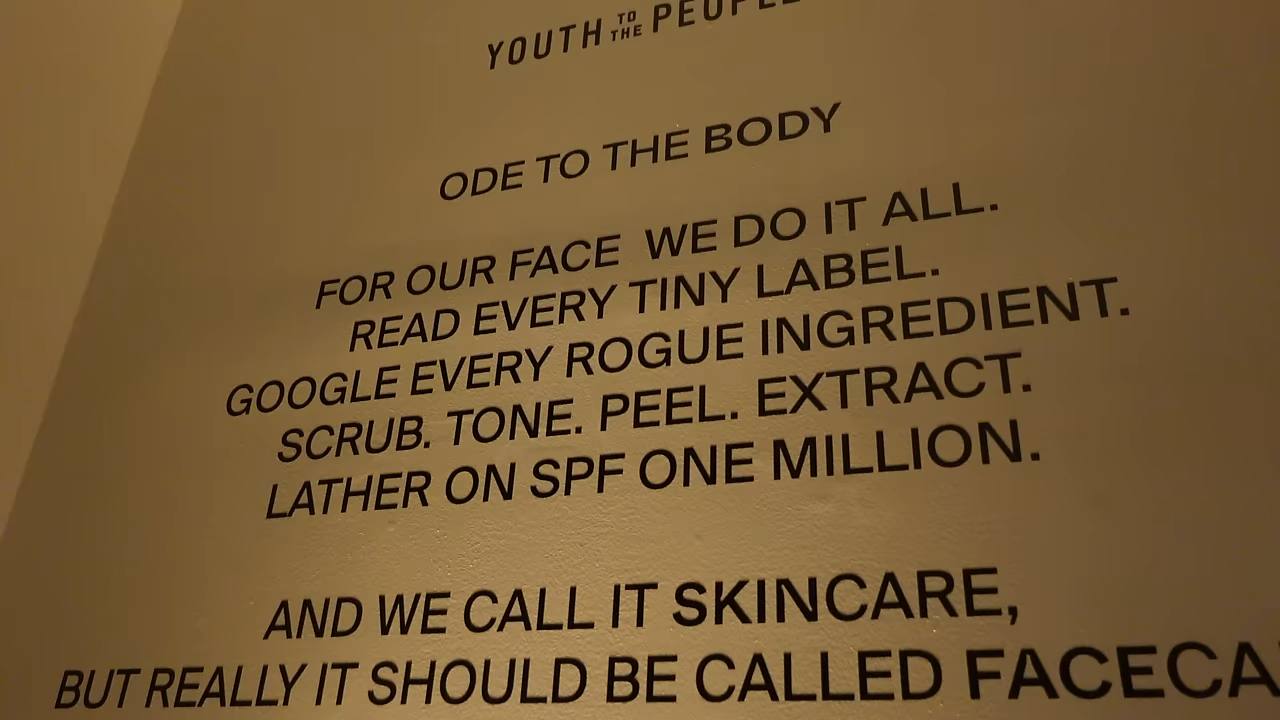 YOUTH TO THE PEOPLE
ODE TO THE BODY
FOR OUR FACE WE DO IT ALL.
READ EVERY TINY LABEL.
GOOGLE EVERY ROGUE INGREDIENT.
SCRUB. TONE. PEEL. EXTRACT.
LATHER ON SPF ONE MILLION.
AND WE CALL IT SKINCARE,
BUT REALLY IT SHOULD BE CALLED FACECA